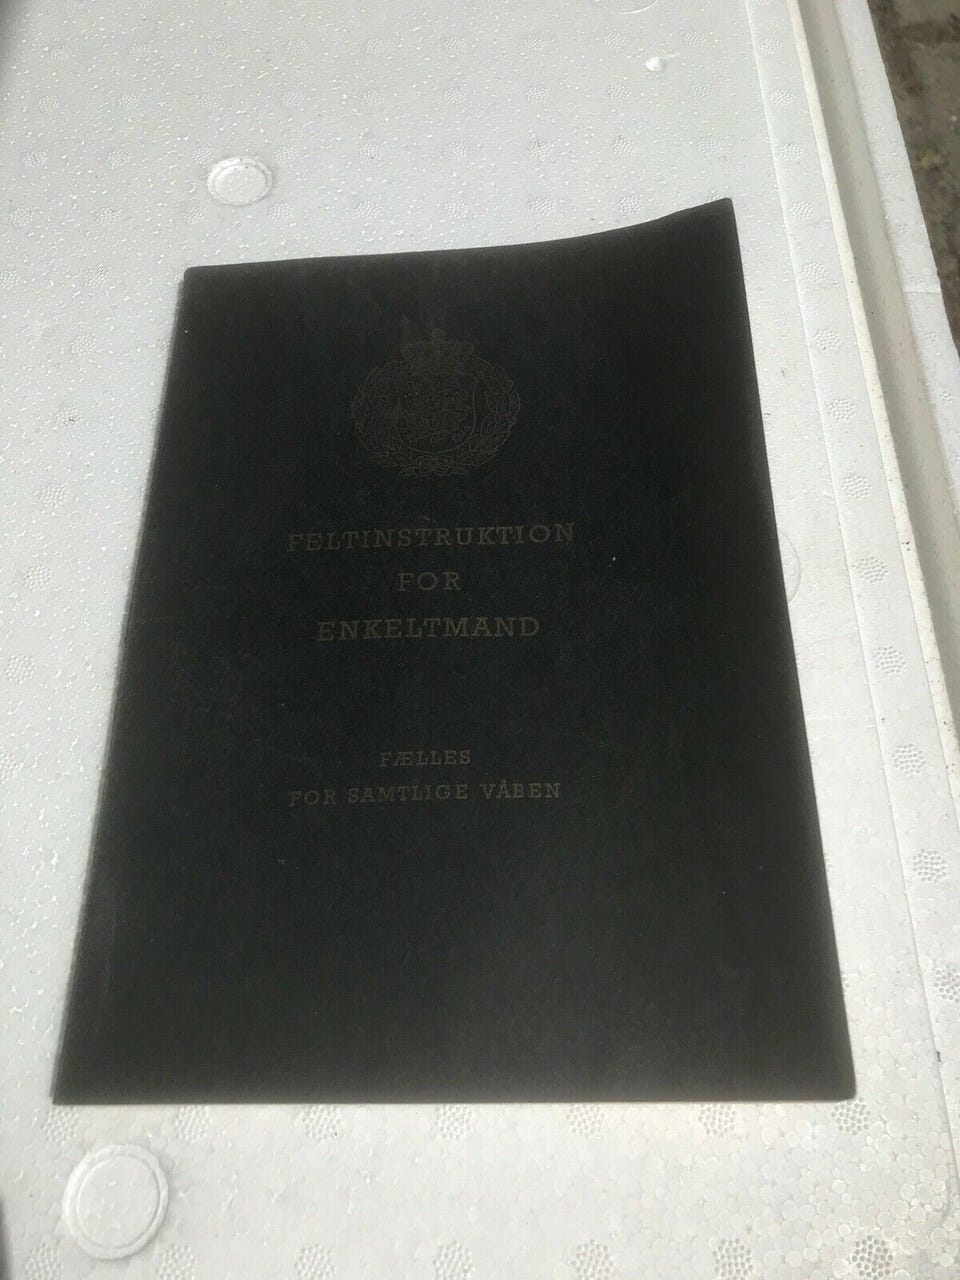 FELTINSTRUKTION
FOR
ENKELTMAND
FÆLLES
FOR SAMTLIGE VÅBEN